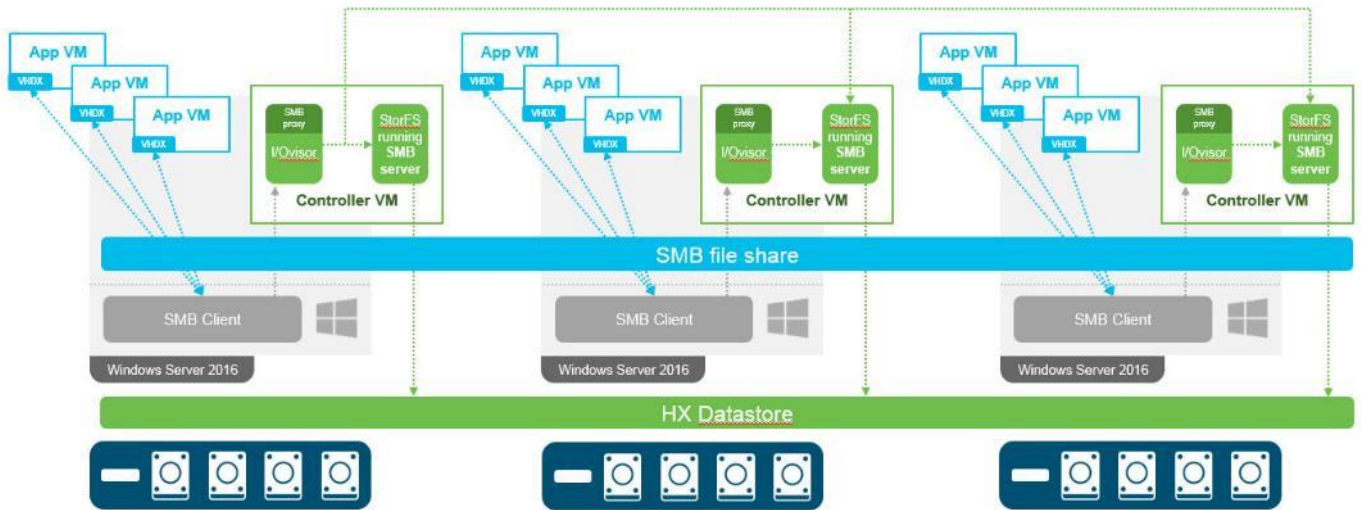 App VM
VHDX
App VM
VHDX
App VM
VHDX
SMB
proxy
I/Ovisor
StorFS
running
SMB
server
Controller VM
App VM
VHDX
App VM
VHDX
App VM
VHDX
SMB
proxy
I/Ovisor
StorFS
running
SMB
server
Controller VM
App VM
VHDX
App VM
VHDX
App VM
VHDX
SMB
proxy
I/Ovisor
StorFS
running
SMB
server
Controller VM
SMB file share
SMB Client
SMB Client
SMB Client
Windows Server 2016
Windows Server 2016
Windows Server 2016
HX Datastore